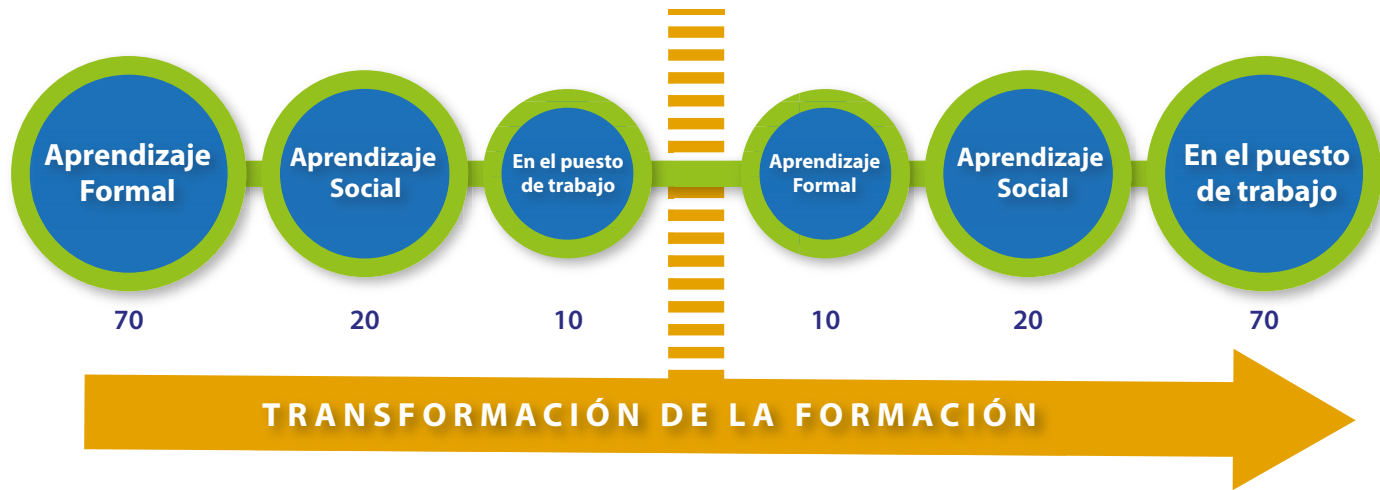 Aprendizaje
Formal
Aprendizaje
Social
En el puesto
de trabajo
Aprendizaje
Formal
Aprendizaje
Social
En el puesto
de trabajo
70
20
10
10
20
70
TRANSFORMACIÓN DE LA FORMACIÓN